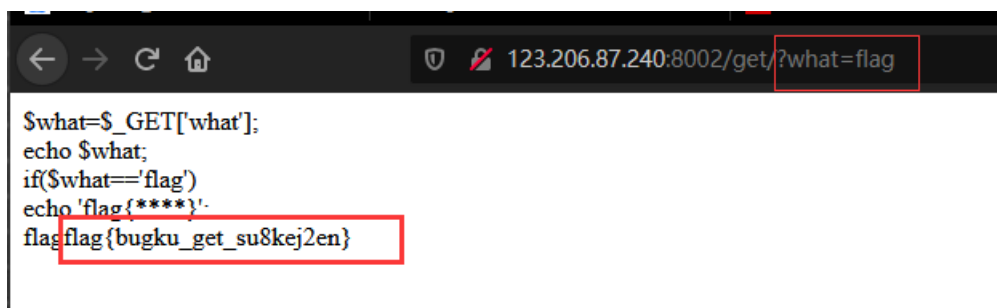 123.206.87.240:8002/get/?what=flag
$what=$_GET['what'];
echo $what;
if($what=='flag')
echo 'flag{****}';
flagflag{bugku_get_su8kej2en}